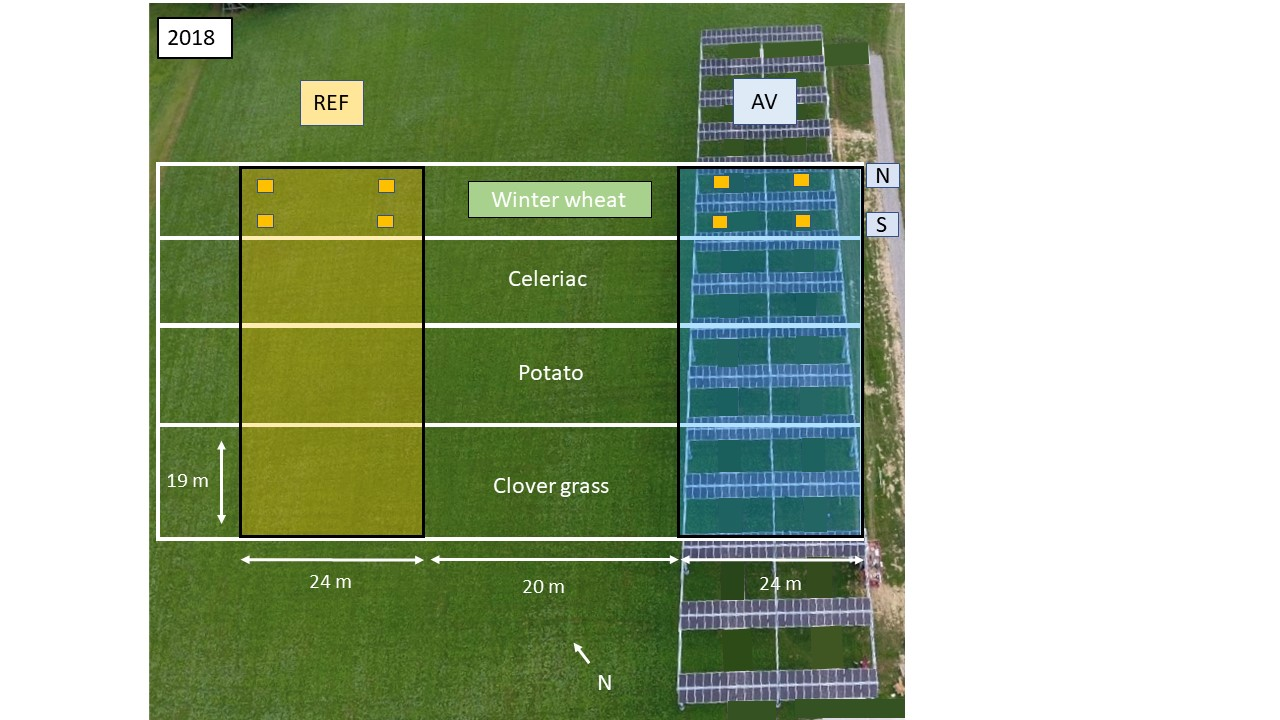 2018
REF
AV
N
Winter wheat
S
Celeriac
Potato
19 m
Clover grass
24 m
20 m
24 m
N